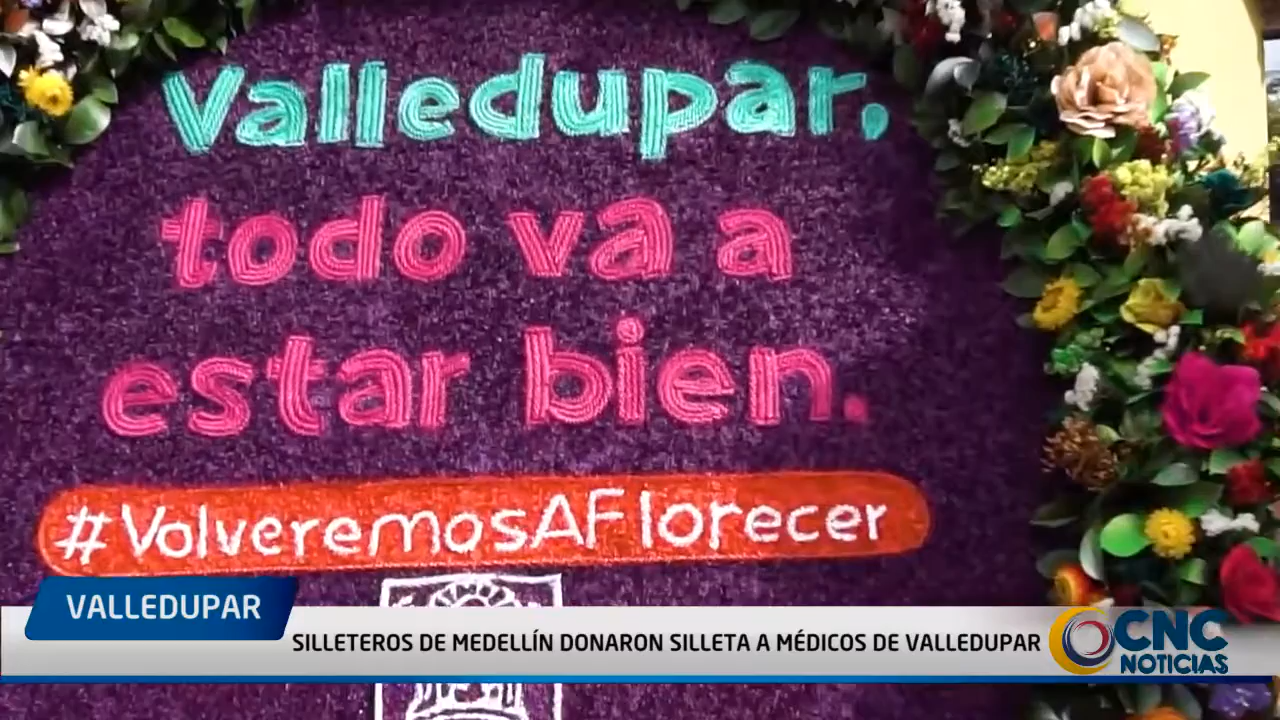 Valledupar,
todo va a
estar bien.
#VolveremosAFlorecer
VALLEDUPAR
SILLETEROS DE MEDELLÍN DONARON SILLETA A MÉDICOS DE VALLEDUPAR
CNC
NOTICIAS